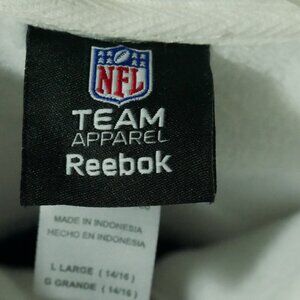 NFL
TEAM
APPAREL
Reebok
MADE IN INDONESIA
HECHO EN INDONESIA
L LARGE ( 14/16 )
G GRANDE ( 14/16 )